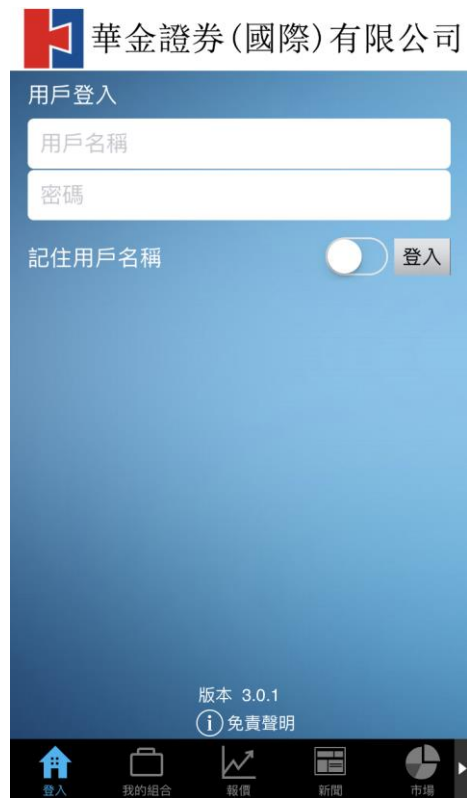 華金證券(國際)有限公司
用戶登入
用戶名稱
密碼
記住用戶名稱 登入
版本 3.0.1
i 免責聲明
登入 我的組合 報價 新聞 市場